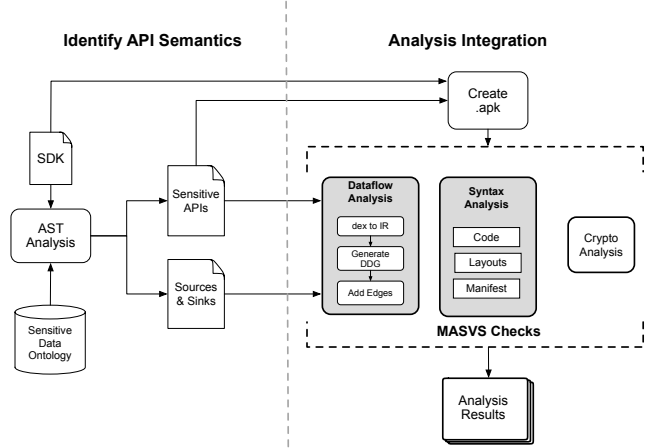 Identify API Semantics
Analysis Integration
SDK
AST
Analysis
Sensitive
Data
Ontology
Sensitive
APIs
Sources
& Sinks
Create
.apk
Dataflow
Analysis
dex to IR
Generate
DDG
Add Edges
Syntax
Analysis
Code
Layouts
Manifest
Crypto
Analysis
MASVS Checks
Analysis
Results